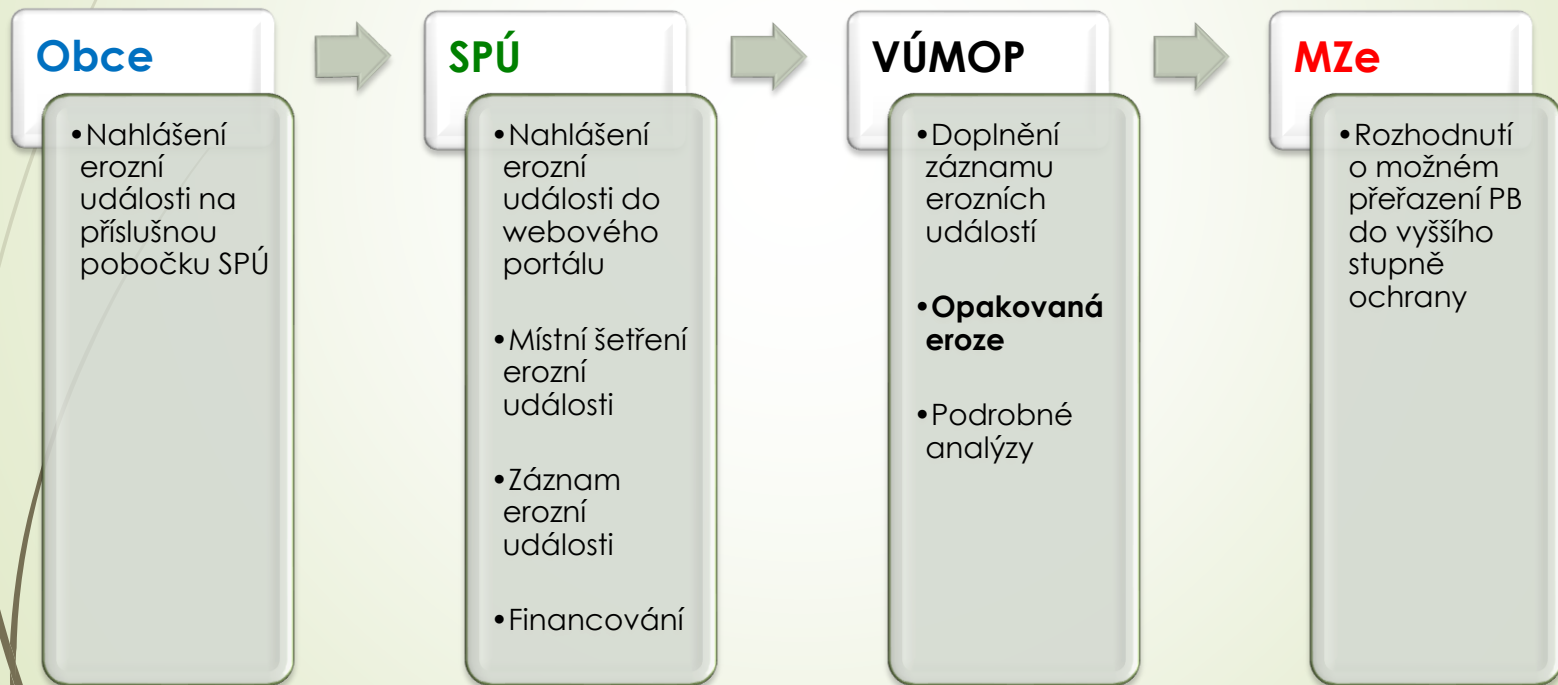 Obce
•Nahlášení
erozní
události na
příslušnou
pobočku SPÚ
SPÚ
•Nahlášení
erozní
události do
webového
portálu
•Místní šetření
erozní
události
•Záznam
erozní
události
•Financování
VÚMOP
•Doplnění
záznamu
erozních
událostí
•Opakovaná
eroze
•Podrobné
analýzy
MZe
•Rozhodnutí
o možném
přeřazení PB
do vyššího
stupně
ochrany